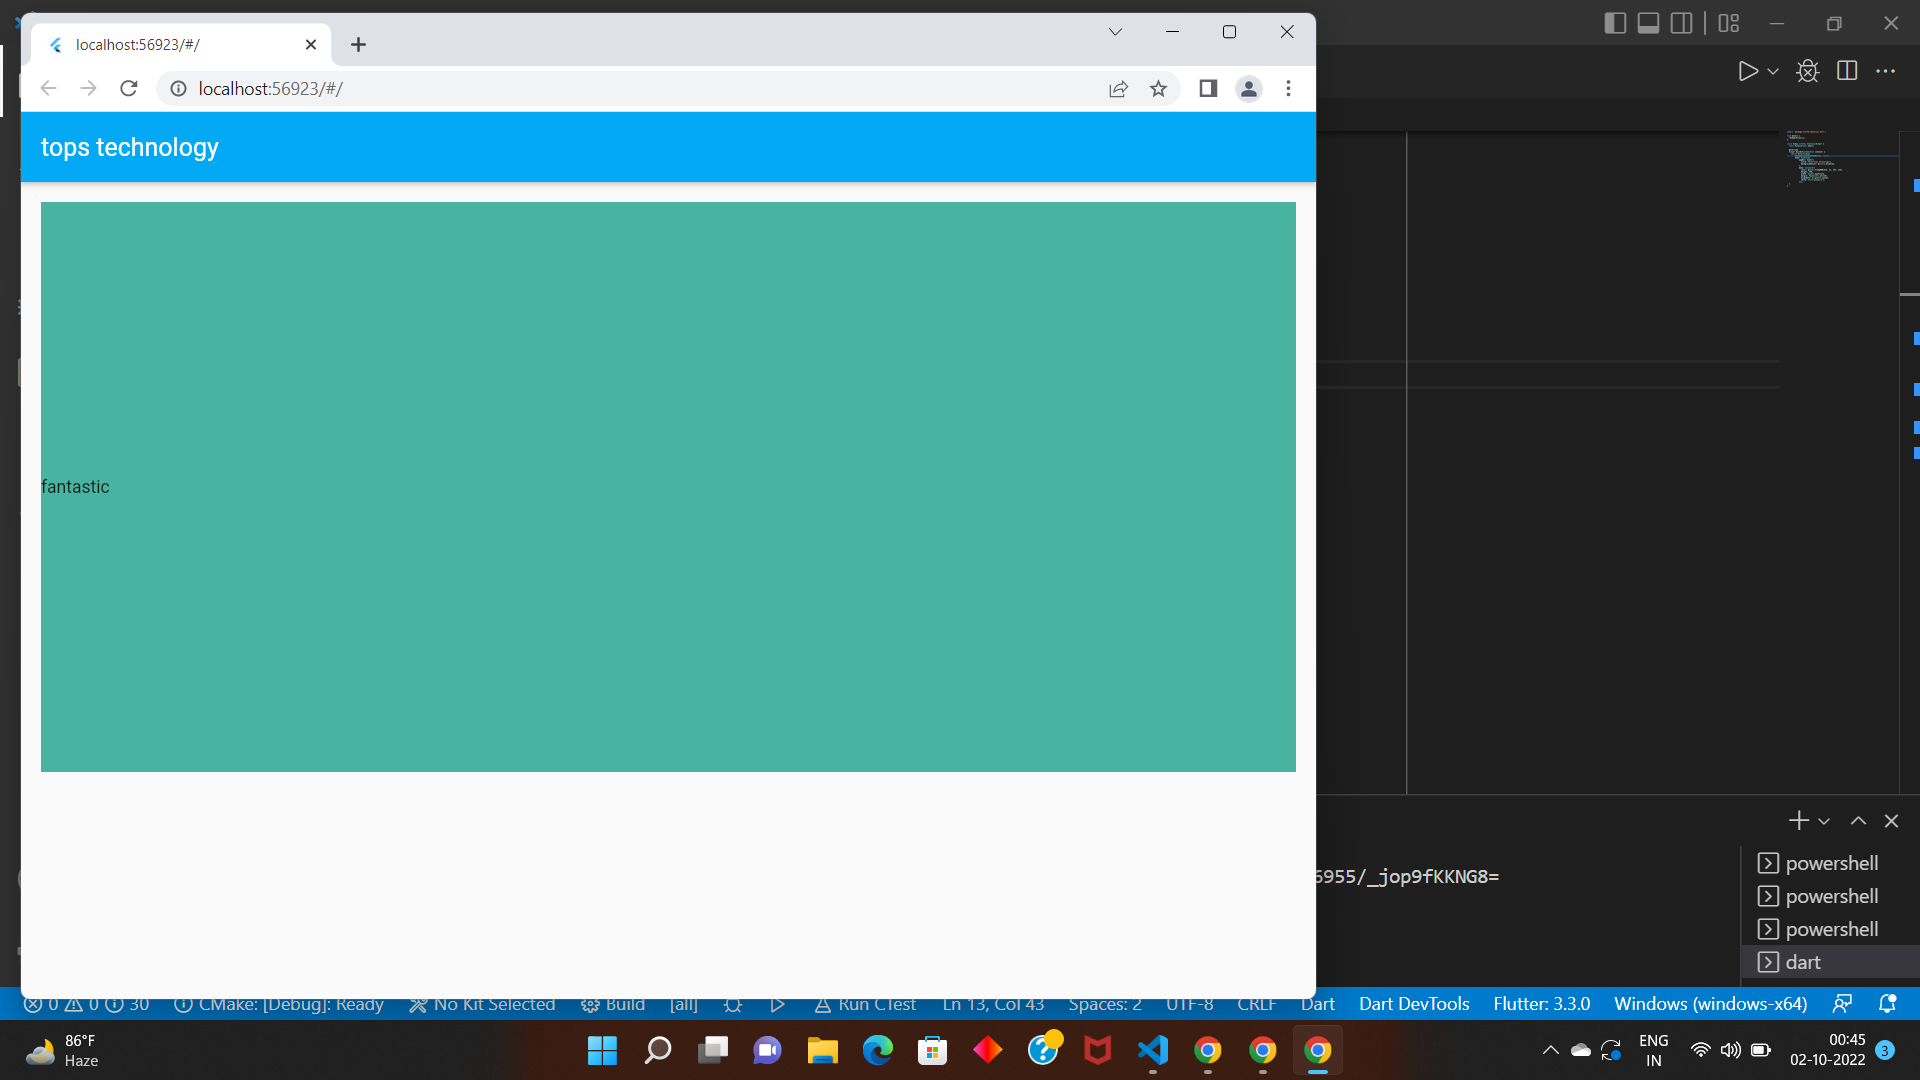 localhost:56923/#/
localhost:56923/#/
tops technology
fantastic
6955/_jop9fKKNG8=
powershell
powershell
powershell
dart
0 0 30 CMake: [Debug]: Ready No Kit Selected Build [all] Run CTest Ln 13, Col 43 Spaces: 2 UTF-8 CRLF Dart Dart DevTools Flutter: 3.3.0 Windows (windows-x64)
86°F
Haze
ENG
IN
00:45
02-10-2022
3